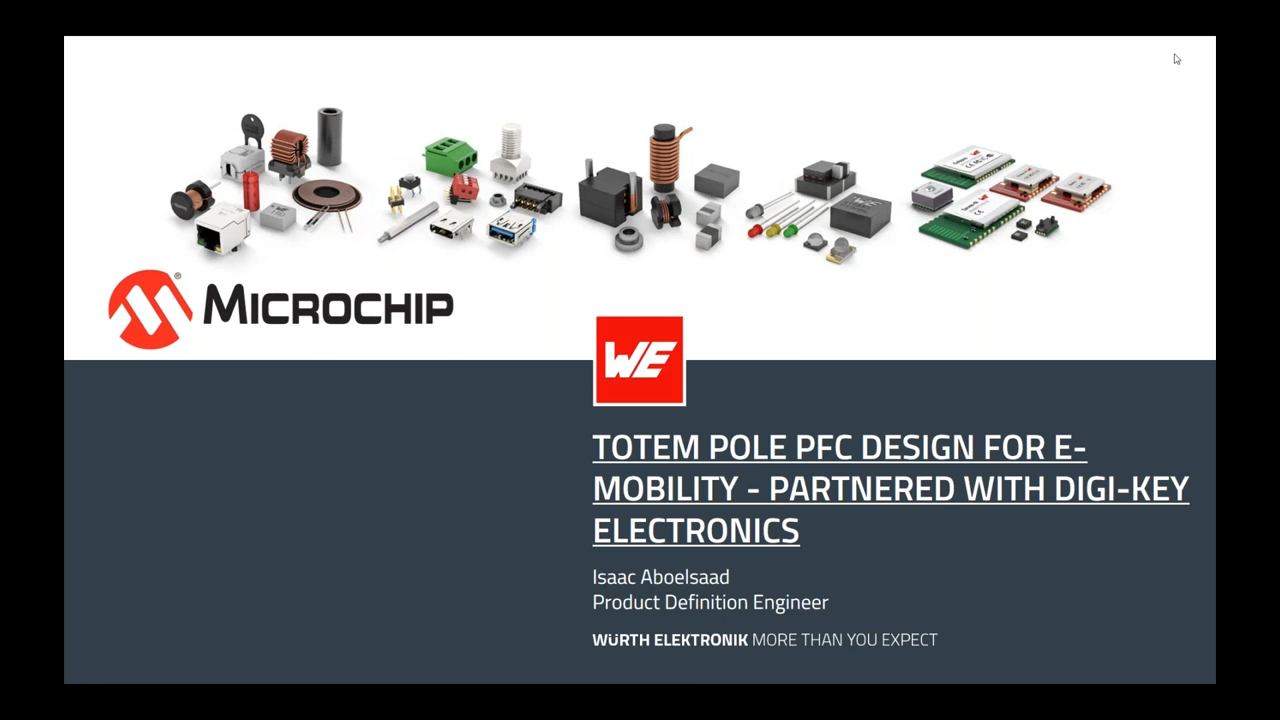 MICROCHIP
®
WE
TOTEM POLE PFC DESIGN FOR E-
MOBILITY - PARTNERED WITH DIGI-KEY
ELECTRONICS
Isaac Aboelsaad
Product Definition Engineer
WÜRTH ELEKTRONIK MORE THAN YOU EXPECT